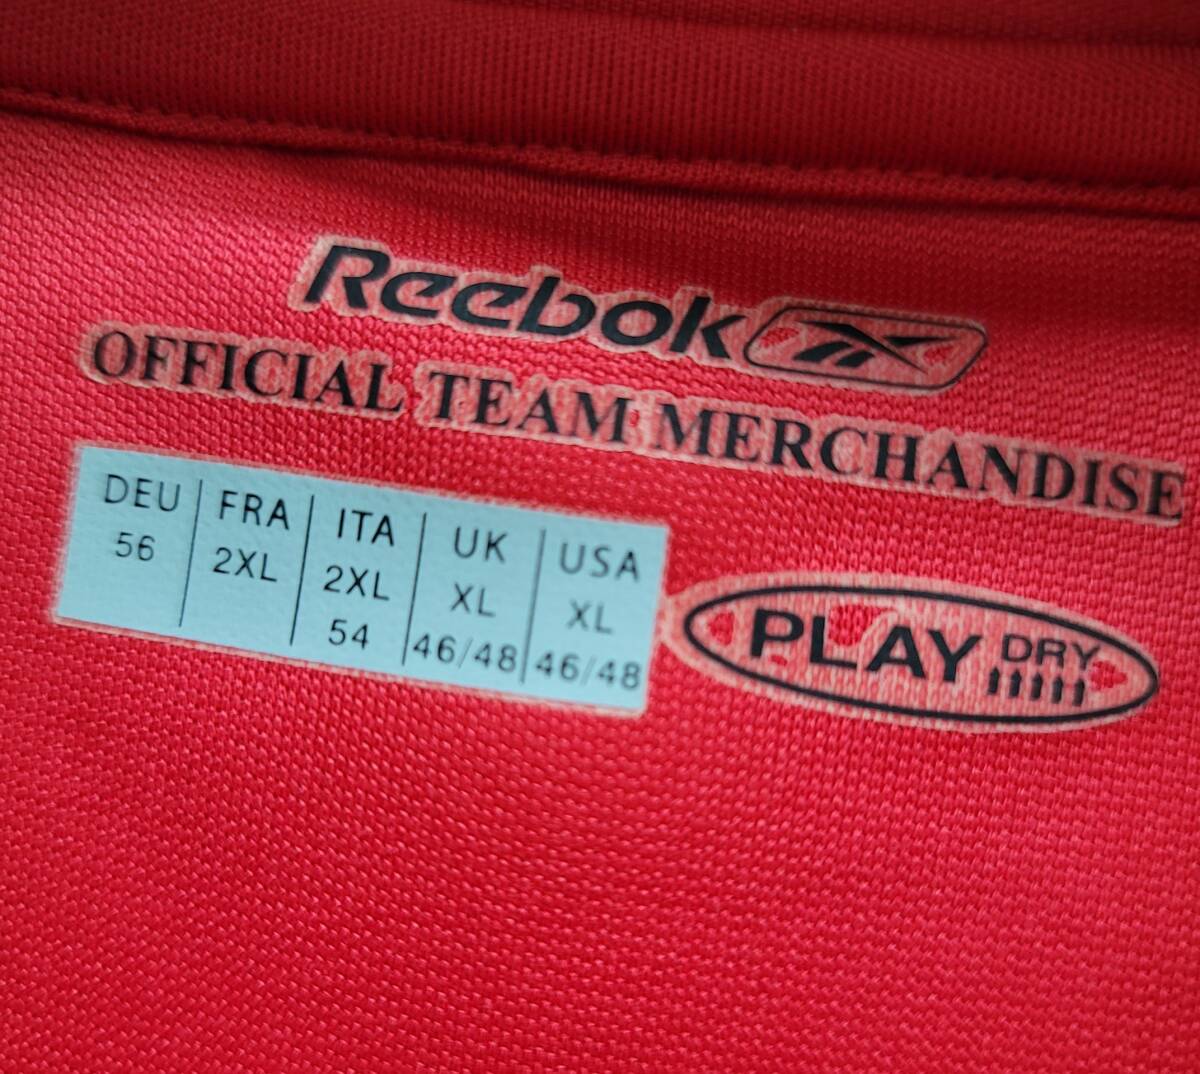 Reebok
OFFICIAL TEAM MERCHANDISE
DEU FRA ITA UK USA
56 2XL 2XL XL XL
54 46/48 46/48
PLAY DRY